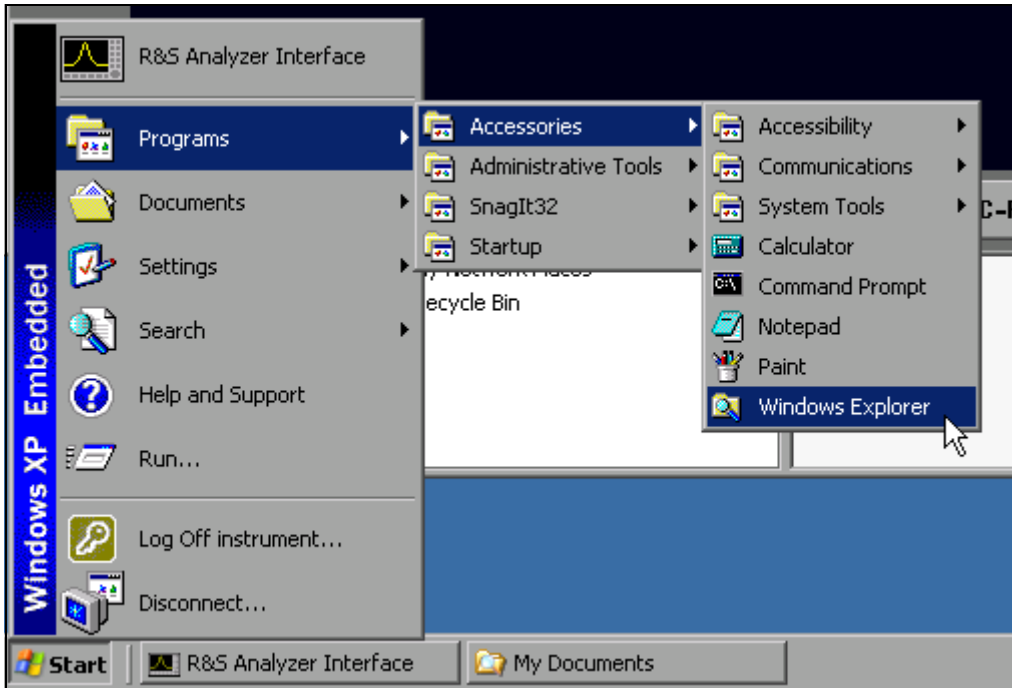 R&S Analyzer Interface
Programs
Documents
Settings
Search
Help and Support
Run...
Log Off instrument...
Disconnect...
Windows XP Embedded
Accessories
Administrative Tools
SnagIt32
Startup
Accessibility
Communications
System Tools
Calculator
Command Prompt
Notepad
Paint
Windows Explorer
ecycle Bin
Start
R&S Analyzer Interface
My Documents